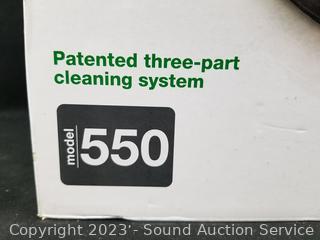 Patented three-part
cleaning system
model
550
Copyright 2023 - Sound Auction Service